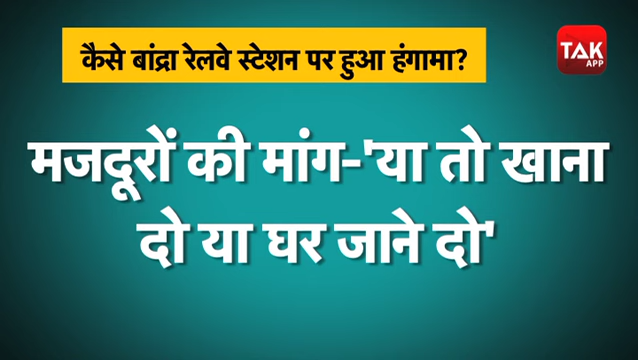 कैसे बांद्रा रेलवे स्टेशन पर हुआ हंगामा?
TAK
APP
मजदूरों की मांग-'या तो खाना
दो या घर जाने दो'